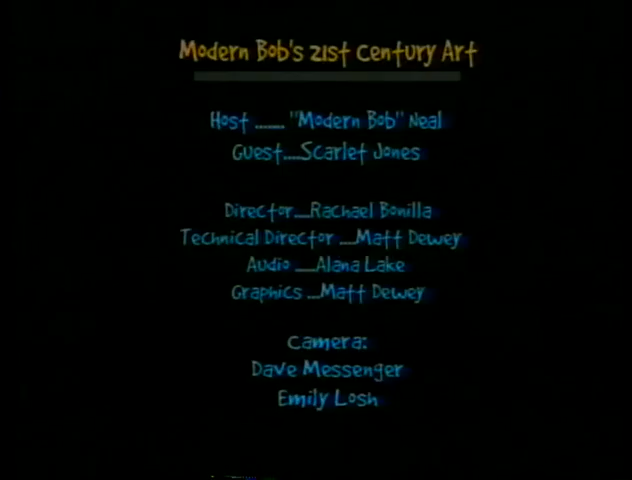 Modern Bob's 21st Century Art
Host ....... "Modern Bob" Neal
Guest....Scarlet Jones
Director....Rachael Bonilla
Technical Director ....Matt Dewey
Audio .....Alana Lake
Graphics ...Matt Dewey
Camera:
Dave Messenger
Emily Losh